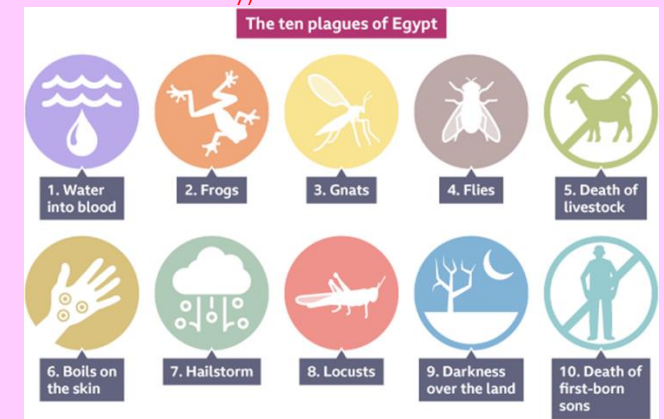 The ten plagues of Egypt
1. Water
into blood
2. Frogs
3. Gnats
4. Flies
5. Death of
livestock
6. Boils on
the skin
7. Hailstorm
8. Locusts
9. Darkness
over the land
10. Death of
first-born
sons